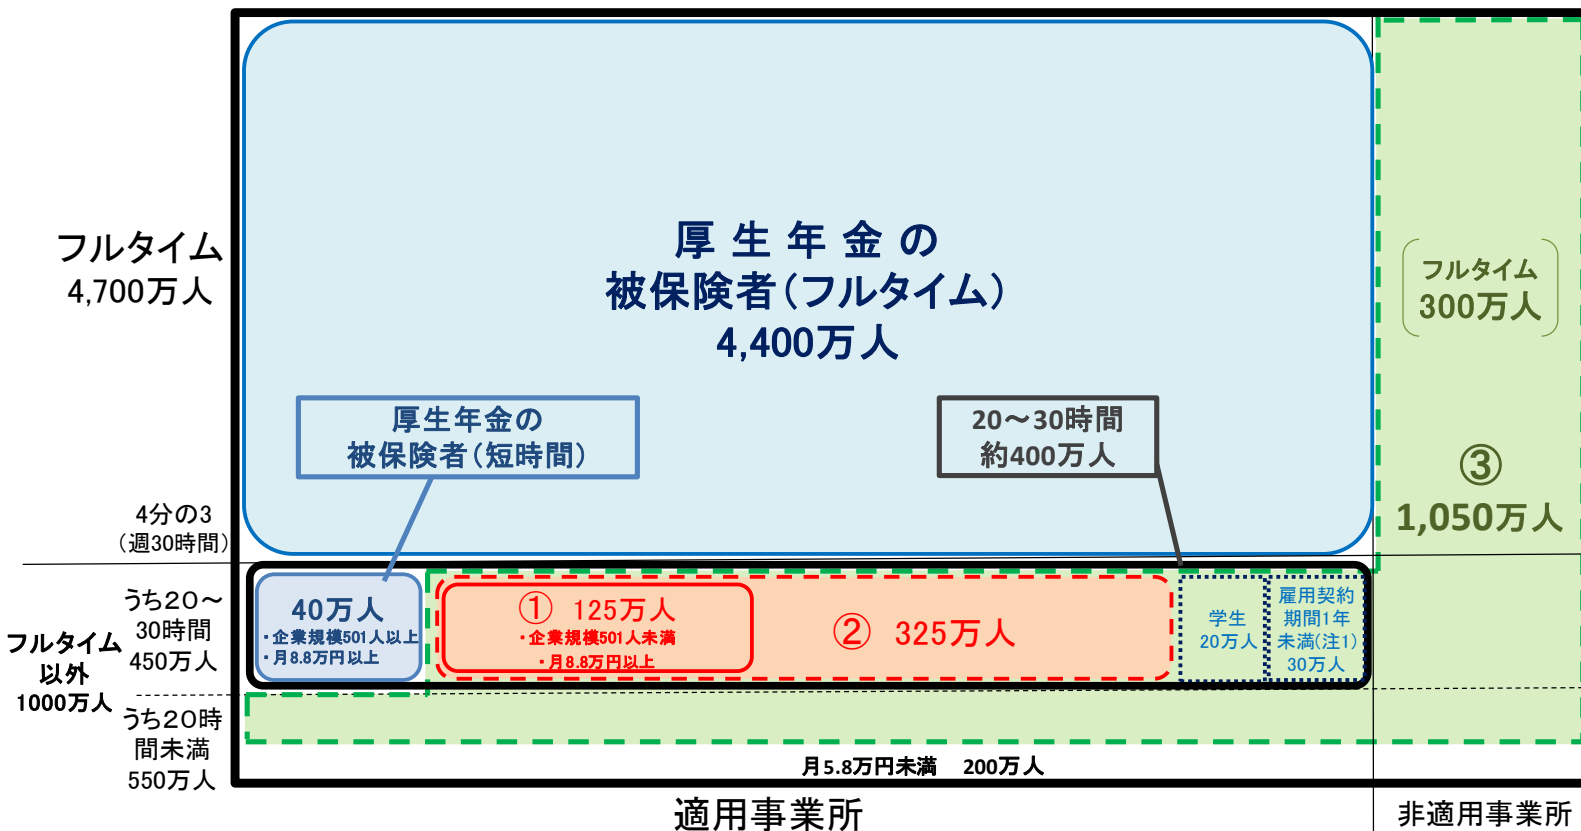 フルタイム
4,700万人
厚生年金の
被保険者(フルタイム)
4,400万人
フルタイム
300万人
厚生年金の
被保険者(短時間)
20～30時間
約400万人
③
1,050万人
4分の3
(週30時間)
フルタイム
以外
1000万人
うち20～
30時間
450万人
40万人
・企業規模501人以上
・月8.8万円以上
① 125万人
・企業規模501人未満
・月8.8万円以上
② 325万人
学生
20万人
雇用契約
期間1年
未満(注1)
30万人
うち20時
間未満
550万人
月5.8万円未満 200万人
適用事業所
非適用事業所